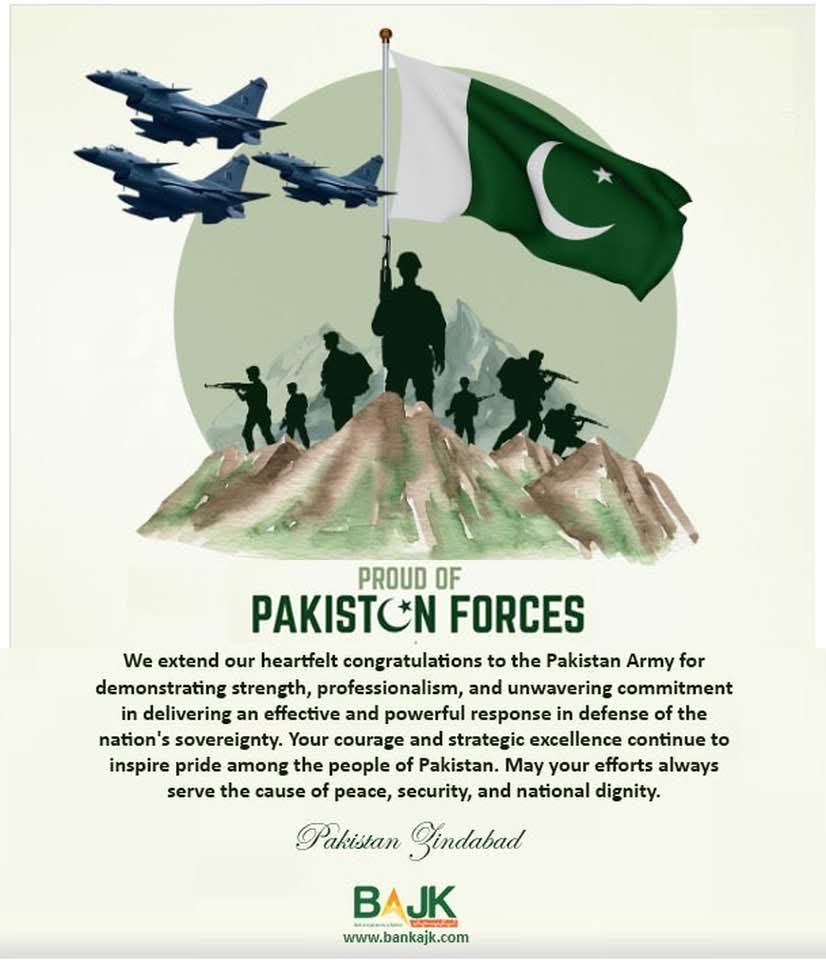 PROUD OF
PAKISTAN FORCES
We extend our heartfelt congratulations to the Pakistan Army for
demonstrating strength, professionalism, and unwavering commitment
in delivering an effective and powerful response in defense of the
nation's sovereignty. Your courage and strategic excellence continue to
inspire pride among the people of Pakistan. May your efforts always
serve the cause of peace, security, and national dignity.
Pakistan Zindabad
BAJK
www.bankajk.com